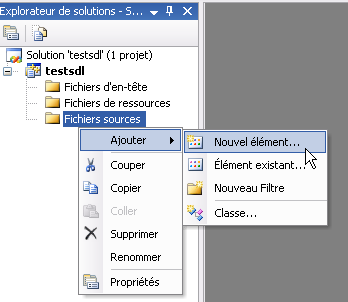 Explorateur de solutions - S...
Solution 'testsdl' (1 projet)
testsdl
Fichiers d'en-tête
Fichiers de ressources
Fichiers sources
Ajouter
Couper
Copier
Coller
Supprimer
Renommer
Propriétés
Nouvel élément...
Élément existant...
Nouveau Filtre
Classe...